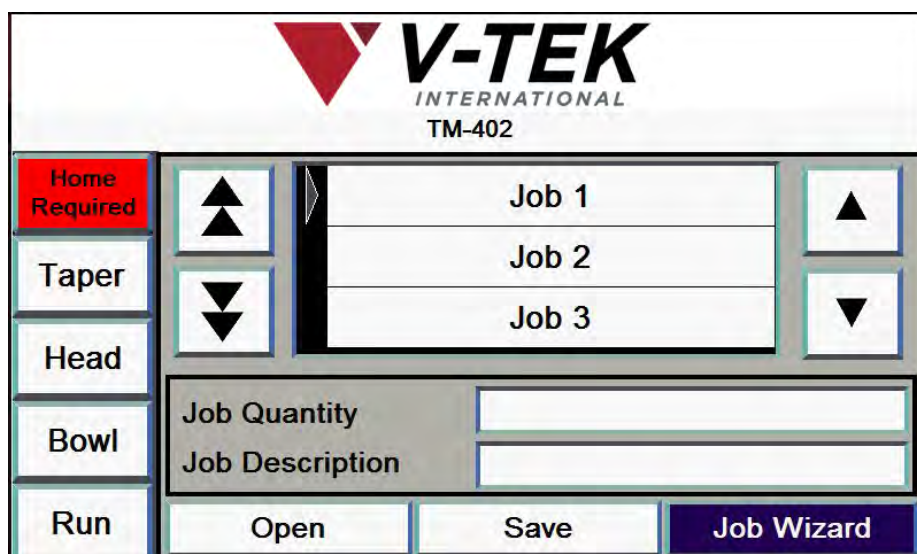 V-TEK
INTERNATIONAL
TM-402
Home
Required
Taper
Head
Bowl
Run
Job 1
Job 2
Job 3
Job Quantity
Job Description
Open
Save
Job Wizard